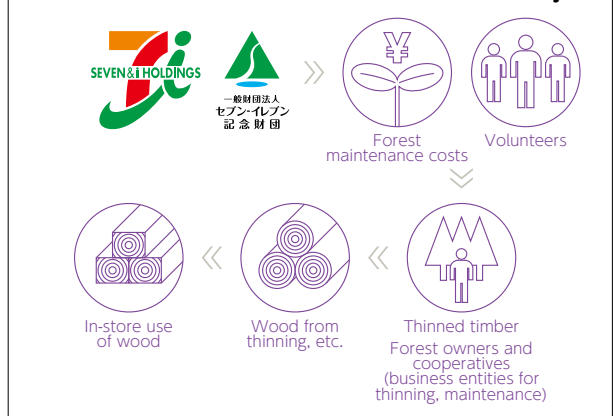 SEVEN&i HOLDINGS
一般財団法人
セブン-イレブン
記念財団
¥
Forest
maintenance costs
Volunteers
In-store use
of wood
Wood from
thinning, etc.
Thinned timber
Forest owners and
cooperatives
(business entities for
thinning, maintenance)